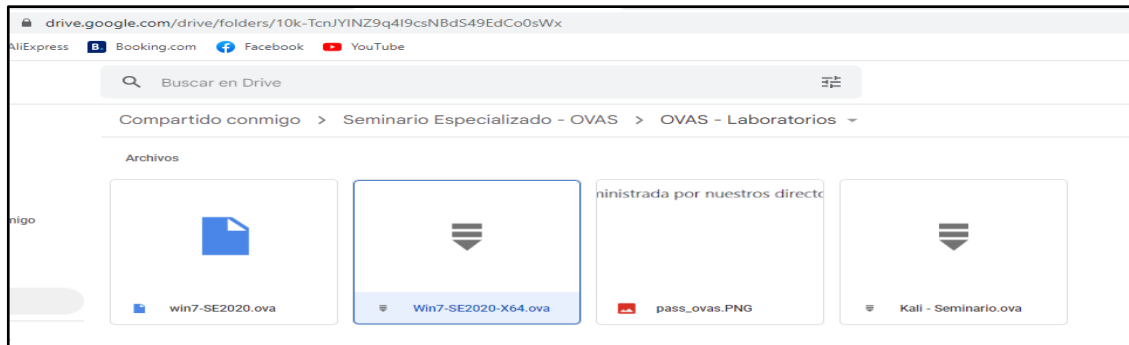 drive.google.com/drive/folders/10k-TcnJYINZ9q4I9csNBdS49EdCo0sWx
AliExpress B. Booking.com Facebook YouTube
Buscar en Drive
Compartido conmigo > Seminario Especializado - OVAS > OVAS - Laboratorios
Archivos
ninistrada por nuestros directo
nigo
win7-SE2020.ova Win7-SE2020-X64.ova pass_ovas.PNG Kali - Seminario.ova